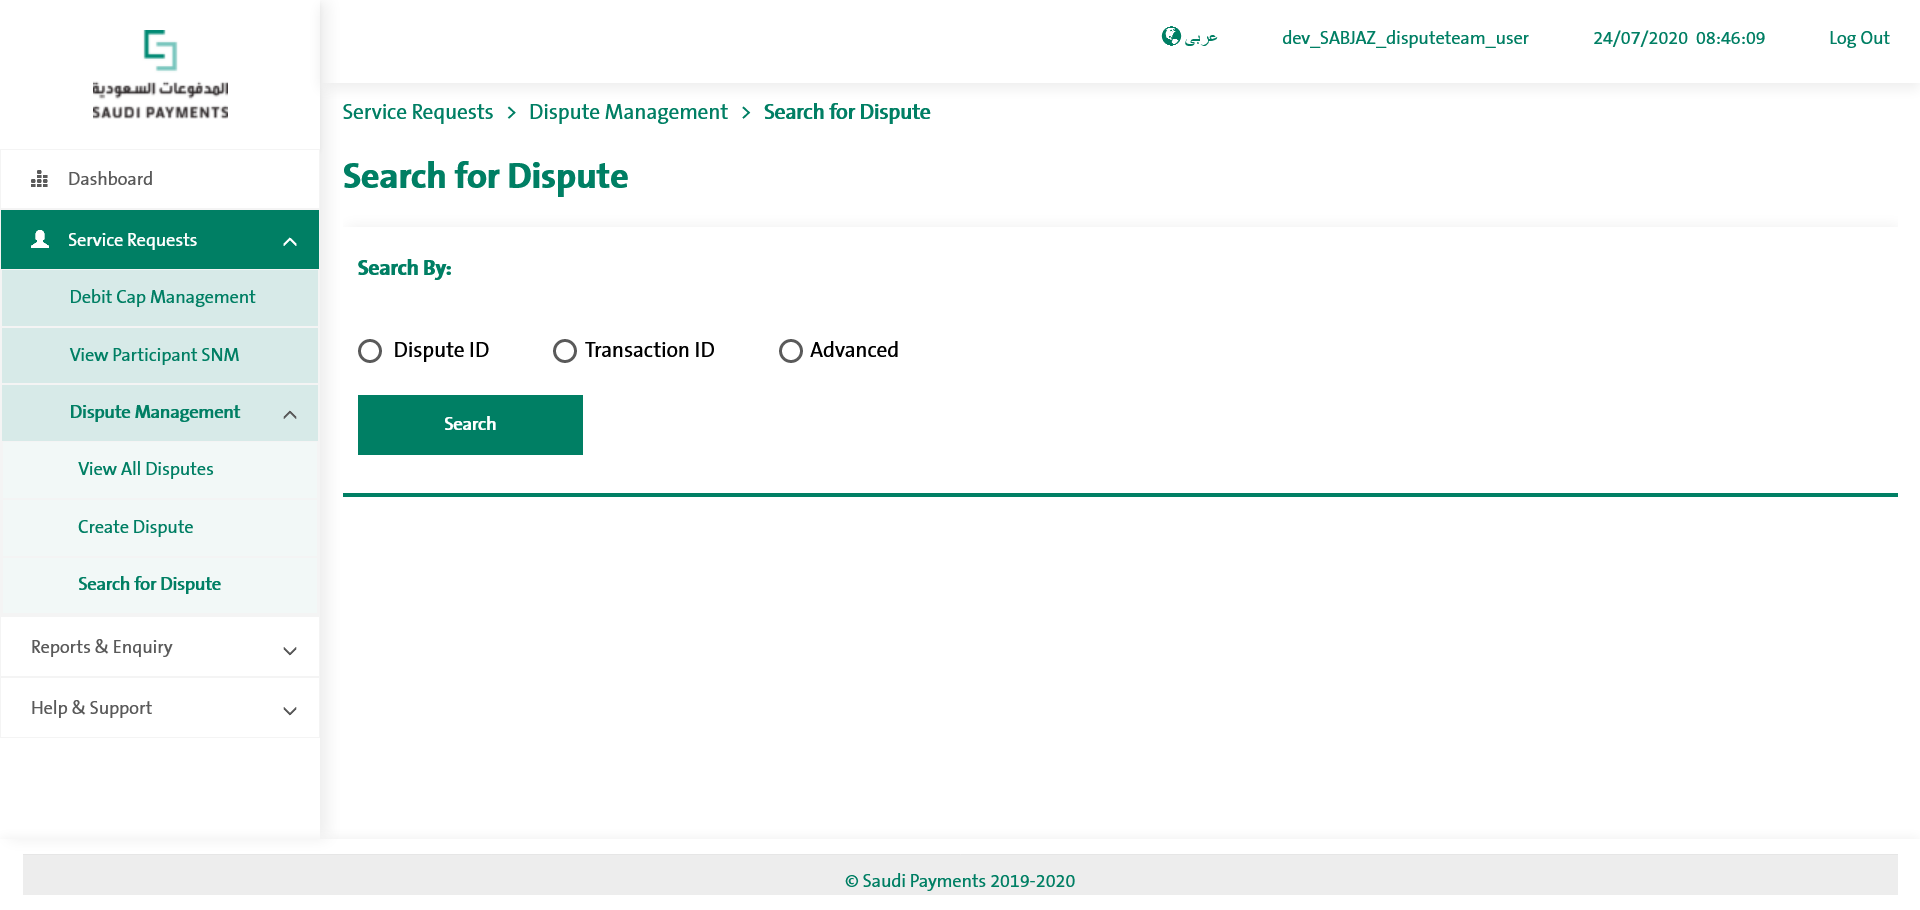 المدفوعات السعودية
SAUDI PAYMENTS
عربى
dev_SABJAZ_disputeteam_user
24/07/2020 08:46:09
Log Out
Dashboard
Service Requests
Debit Cap Management
View Participant SNM
Dispute Management
View All Disputes
Create Dispute
Search for Dispute
Reports & Enquiry
Help & Support
Service Requests > Dispute Management > Search for Dispute
Search for Dispute
Search By:
Dispute ID
Transaction ID
Advanced
Search
© Saudi Payments 2019-2020